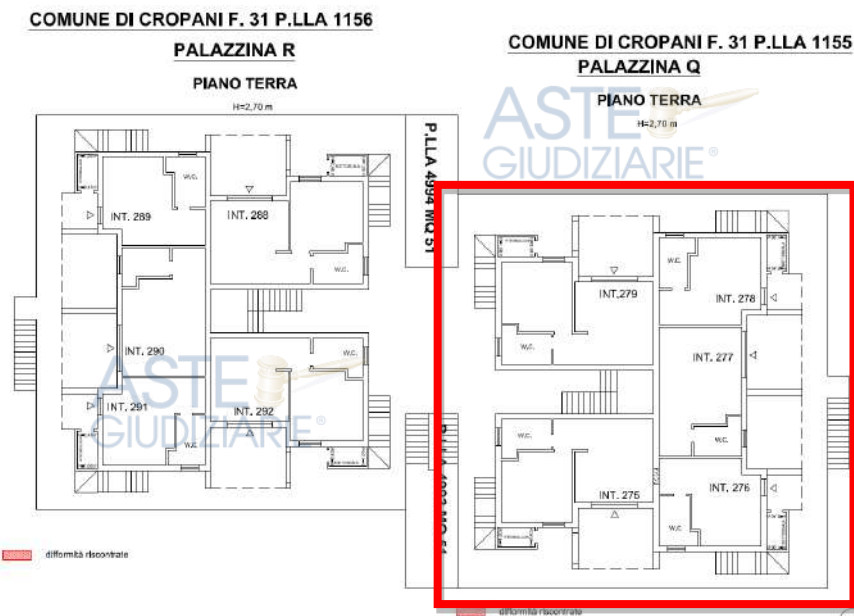 COMUNE DI CROPANI F. 31 P.LLA 1156
PALAZZINA R
PIANO TERRA
H=2,70 m
COMUNE DI CROPANI F. 31 P.LLA 1155
PALAZZINA Q
PIANO TERRA
H=2,70 m
ASTE
GIUDIZIARIE®
P.LLA 4994 MQ 51
W.C.
INT. 289
INT. 288
W.C.
INT. 290
INT. 291
W.C.
INT. 292
W.C.
ASTE
GIUDIZIARIE®
INT.279
W.C.
W.C.
INT. 278
INT. 277
W.C.
W.C.
INT. 275
INT. 276
W.C.
difformità riscontrate
difformità riscontrate